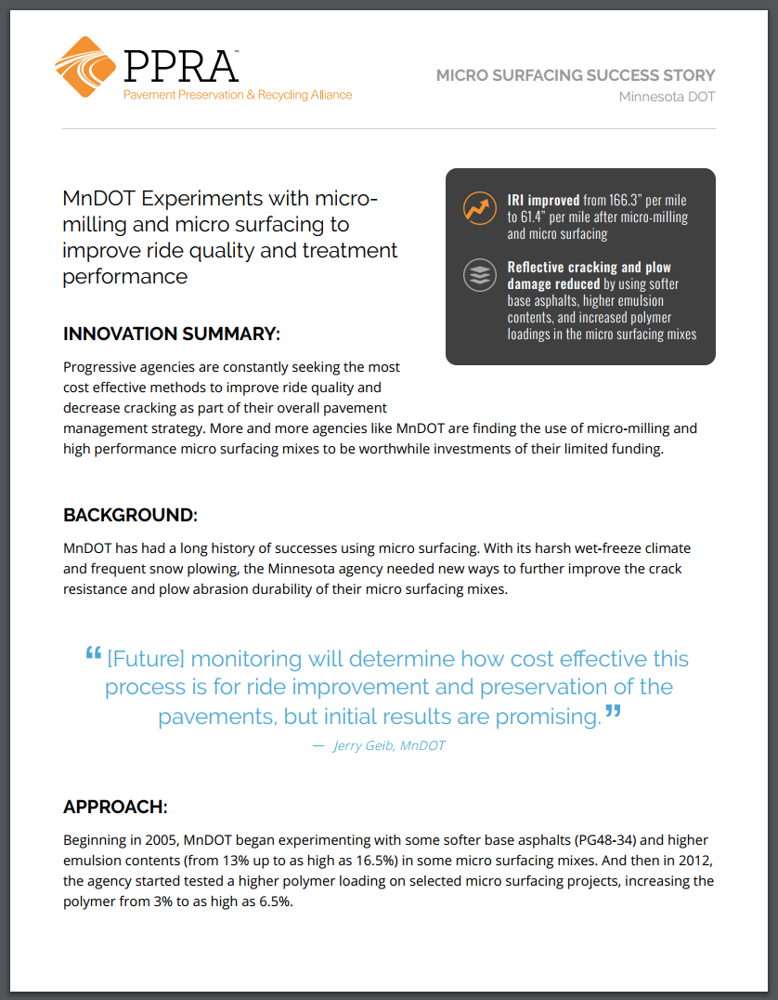 PPRA™
Pavement Preservation & Recycling Alliance
MICRO SURFACING SUCCESS STORY
Minnesota DOT
MnDOT Experiments with micro-
milling and micro surfacing to
improve ride quality and treatment
performance
IRI improved from 166.3” per mile
to 61.4” per mile after micro-milling
and micro surfacing
Reflective cracking and plow
damage reduced by using softer
base asphalts, higher emulsion
contents, and increased polymer
loadings in the micro surfacing mixes
INNOVATION SUMMARY:
Progressive agencies are constantly seeking the most
cost effective methods to improve ride quality and
decrease cracking as part of their overall pavement
management strategy. More and more agencies like MnDOT are finding the use of micro-milling and
high performance micro surfacing mixes to be worthwhile investments of their limited funding.
BACKGROUND:
MnDOT has had a long history of successes using micro surfacing. With its harsh wet-freeze climate
and frequent snow plowing, the Minnesota agency needed new ways to further improve the crack
resistance and plow abrasion durability of their micro surfacing mixes.
“[Future] monitoring will determine how cost effective this
process is for ride improvement and preservation of the
pavements, but initial results are promising.”
— Jerry Geib, MnDOT
APPROACH:
Beginning in 2005, MnDOT began experimenting with some softer base asphalts (PG48-34) and higher
emulsion contents (from 13% up to as high as 16.5%) in some micro surfacing mixes. And then in 2012,
the agency started tested a higher polymer loading on selected micro surfacing projects, increasing the
polymer from 3% to as high as 6.5%.